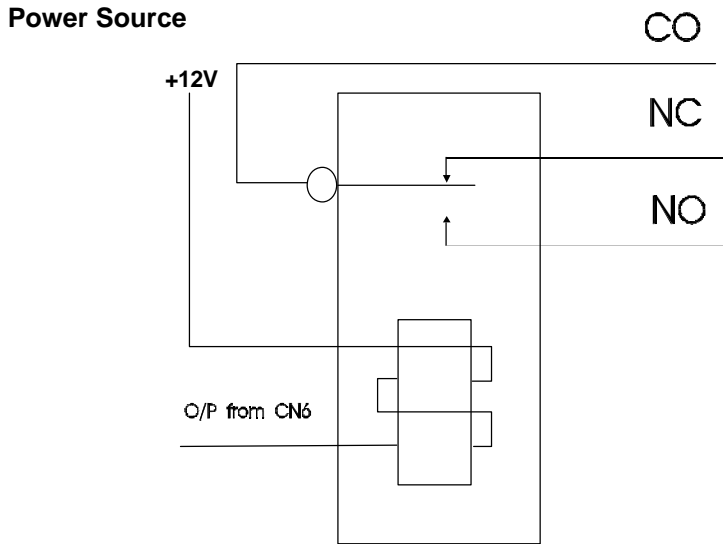 Power Source
CO
+12V
NC
NO
O/P from CN6